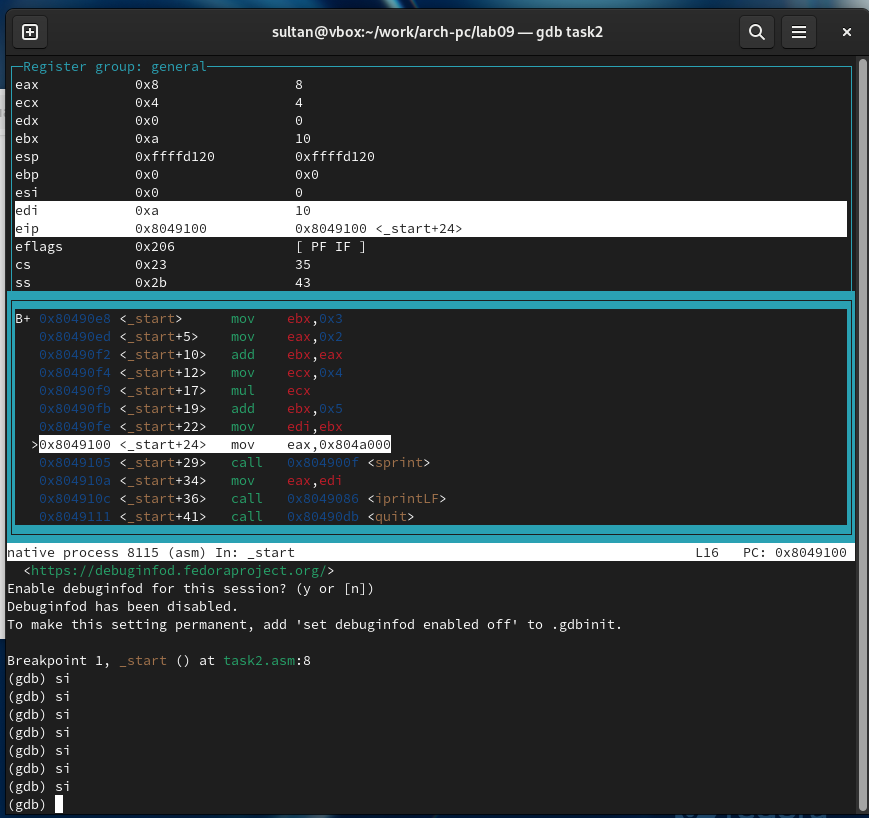 sultan@vbox:~/work/arch-pc/lab09 — gdb task2
Register group: general
eax 0x8 8
ecx 0x4 4
edx 0x0 0
ebx 0xa 10
esp 0xffffd120 0xffffd120
ebp 0x0 0x0
esi 0x0 0
edi 0xa 10
eip 0x8049100 0x8049100 <_start+24>
eflags 0x206 [ PF IF ]
cs 0x23 35
ss 0x2b 43
B+ 0x80490e8 <_start> mov ebx,0x3
0x80490ed <_start+5> mov eax,0x2
0x80490f2 <_start+10> add ebx,eax
0x80490f4 <_start+12> mov ecx,0x4
0x80490f9 <_start+17> mul ecx
0x80490fb <_start+19> add ebx,0x5
0x80490fe <_start+22> mov edi,ebx
>0x8049100 <_start+24> mov eax,0x804a000
0x8049105 <_start+29> call 0x804900f <sprint>
0x804910a <_start+34> mov eax,edi
0x804910c <_start+36> call 0x8049086 <iprintLF>
0x8049111 <_start+41> call 0x80490db <quit>
native process 8115 (asm) In: _start L16 PC: 0x8049100
<https://debuginfod.fedoraproject.org/>
Enable debuginfod for this session? (y or [n])
Debuginfod has been disabled.
To make this setting permanent, add 'set debuginfod enabled off' to .gdbinit.
Breakpoint 1, _start () at task2.asm:8
(gdb) si
(gdb) si
(gdb) si
(gdb) si
(gdb) si
(gdb) si
(gdb) si
(gdb)